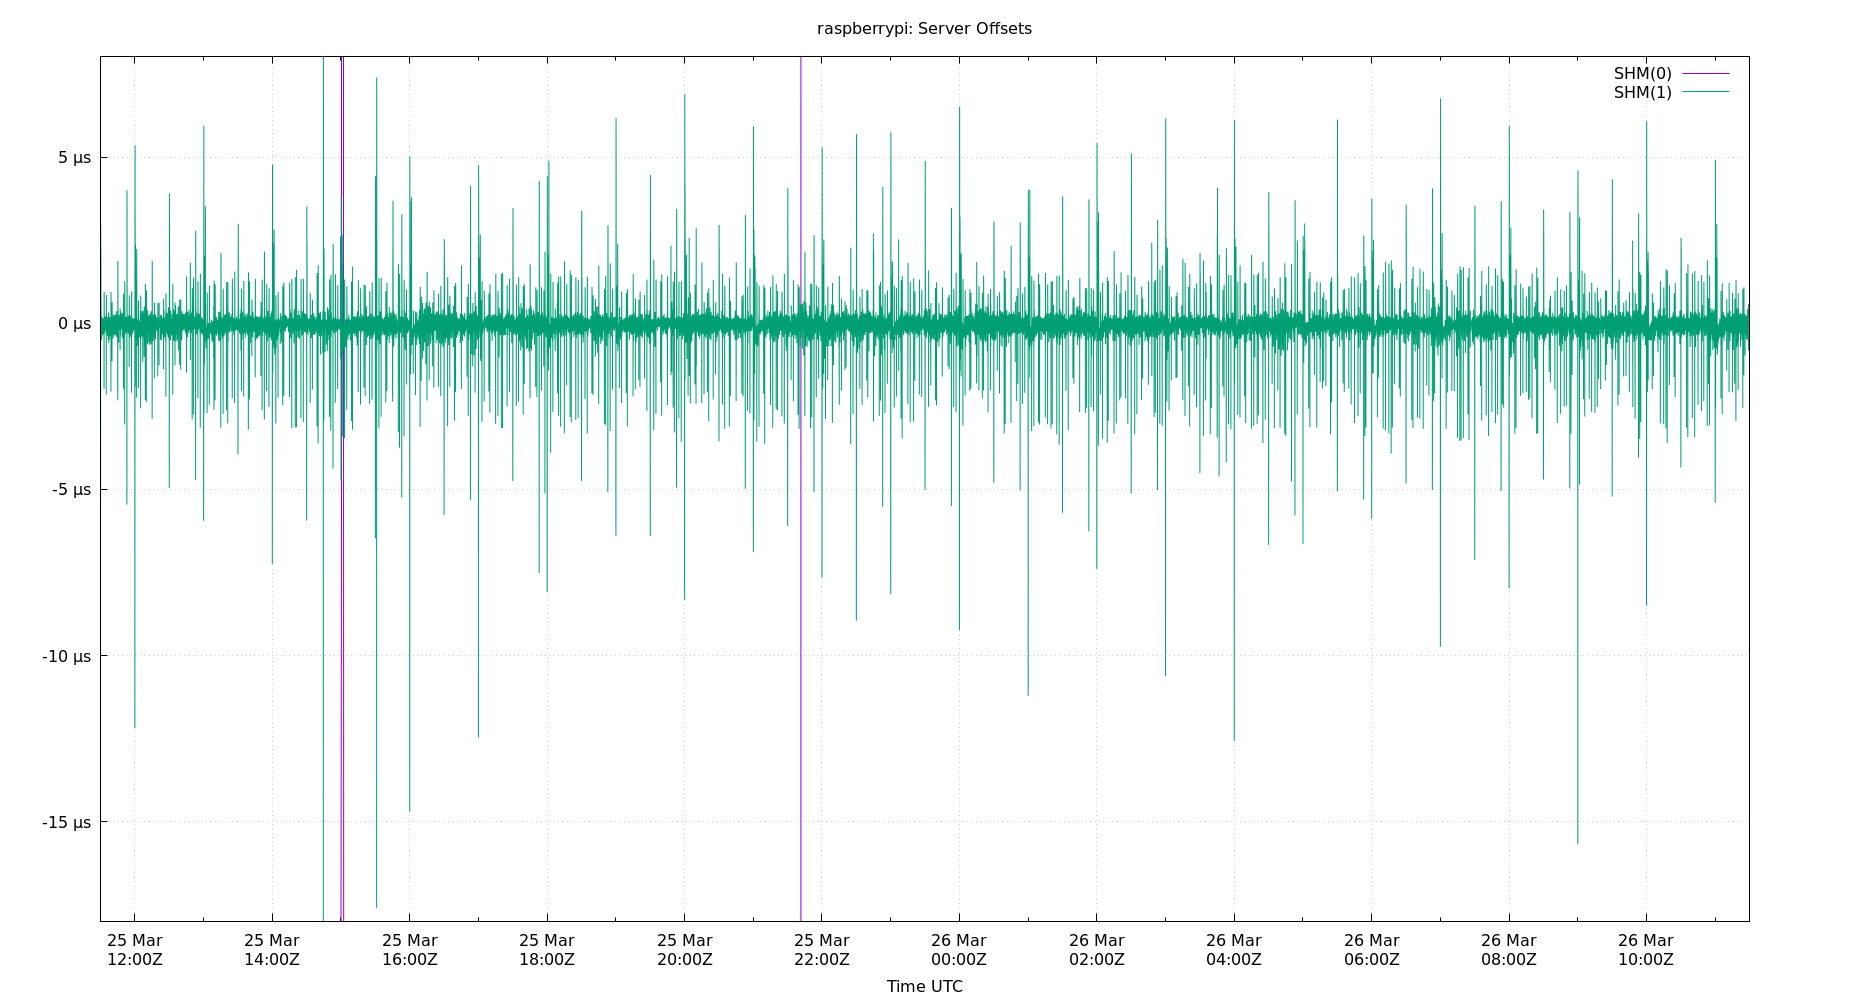 raspberrypi: Server Offsets
SHM(0)
SHM(1)
5 µs
0 µs
-5 µs
-10 µs
-15 µs
25 Mar 25 Mar 25 Mar 25 Mar 25 Mar 25 Mar 26 Mar 26 Mar 26 Mar 26 Mar 26 Mar 26 Mar
12:00Z 14:00Z 16:00Z 18:00Z 20:00Z 22:00Z 00:00Z 02:00Z 04:00Z 06:00Z 08:00Z 10:00Z
Time UTC